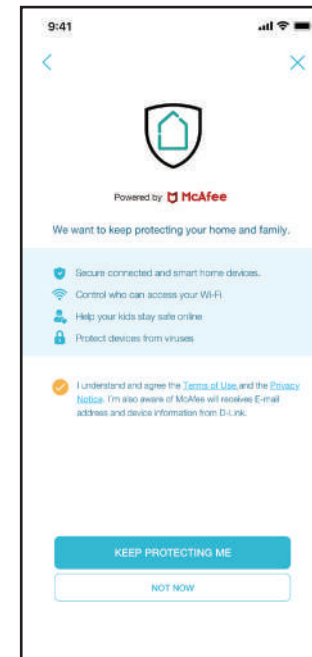 9:41
Powered by McAfee
We want to keep protecting your home and family.
Secure connected and smart home devices.
Control who can access your Wi-Fi
Help your kids stay safe online
Protect devices from viruses
I understand and agree the Terms of Use and the Privacy
Notice. I'm also aware of McAfee will receives E-mail
address and device information from D-Link.
KEEP PROTECTING ME
NOT NOW